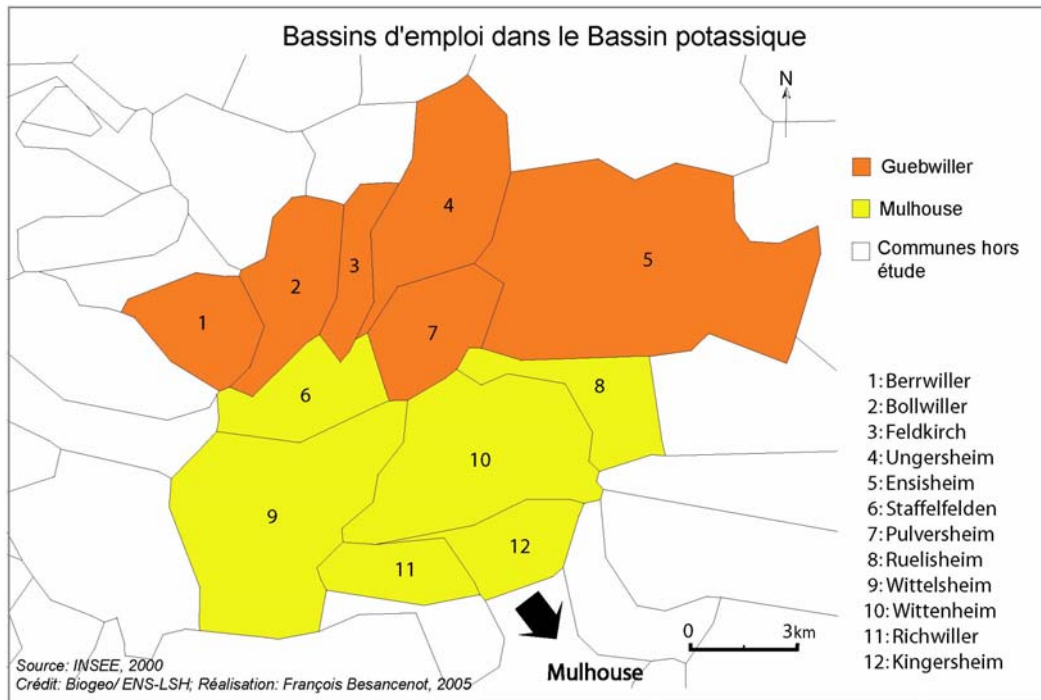 Bassins d'emploi dans le Bassin potassique
N
Guebwiller
Mulhouse
Communes hors
étude
4
5
3
2
1
7
6
8
10
9
12
11
1: Berrwiller
2: Bollwiller
3: Feldkirch
4: Ungersheim
5: Ensisheim
6: Staffelfelden
7: Pulversheim
8: Ruelisheim
9: Wittelsheim
10: Wittenheim
11: Richwiller
12: Kingersheim
0 3km
Mulhouse
Source: INSEE, 2000
Crédit: Biogeo/ ENS-LSH; Réalisation: François Besancenot, 2005